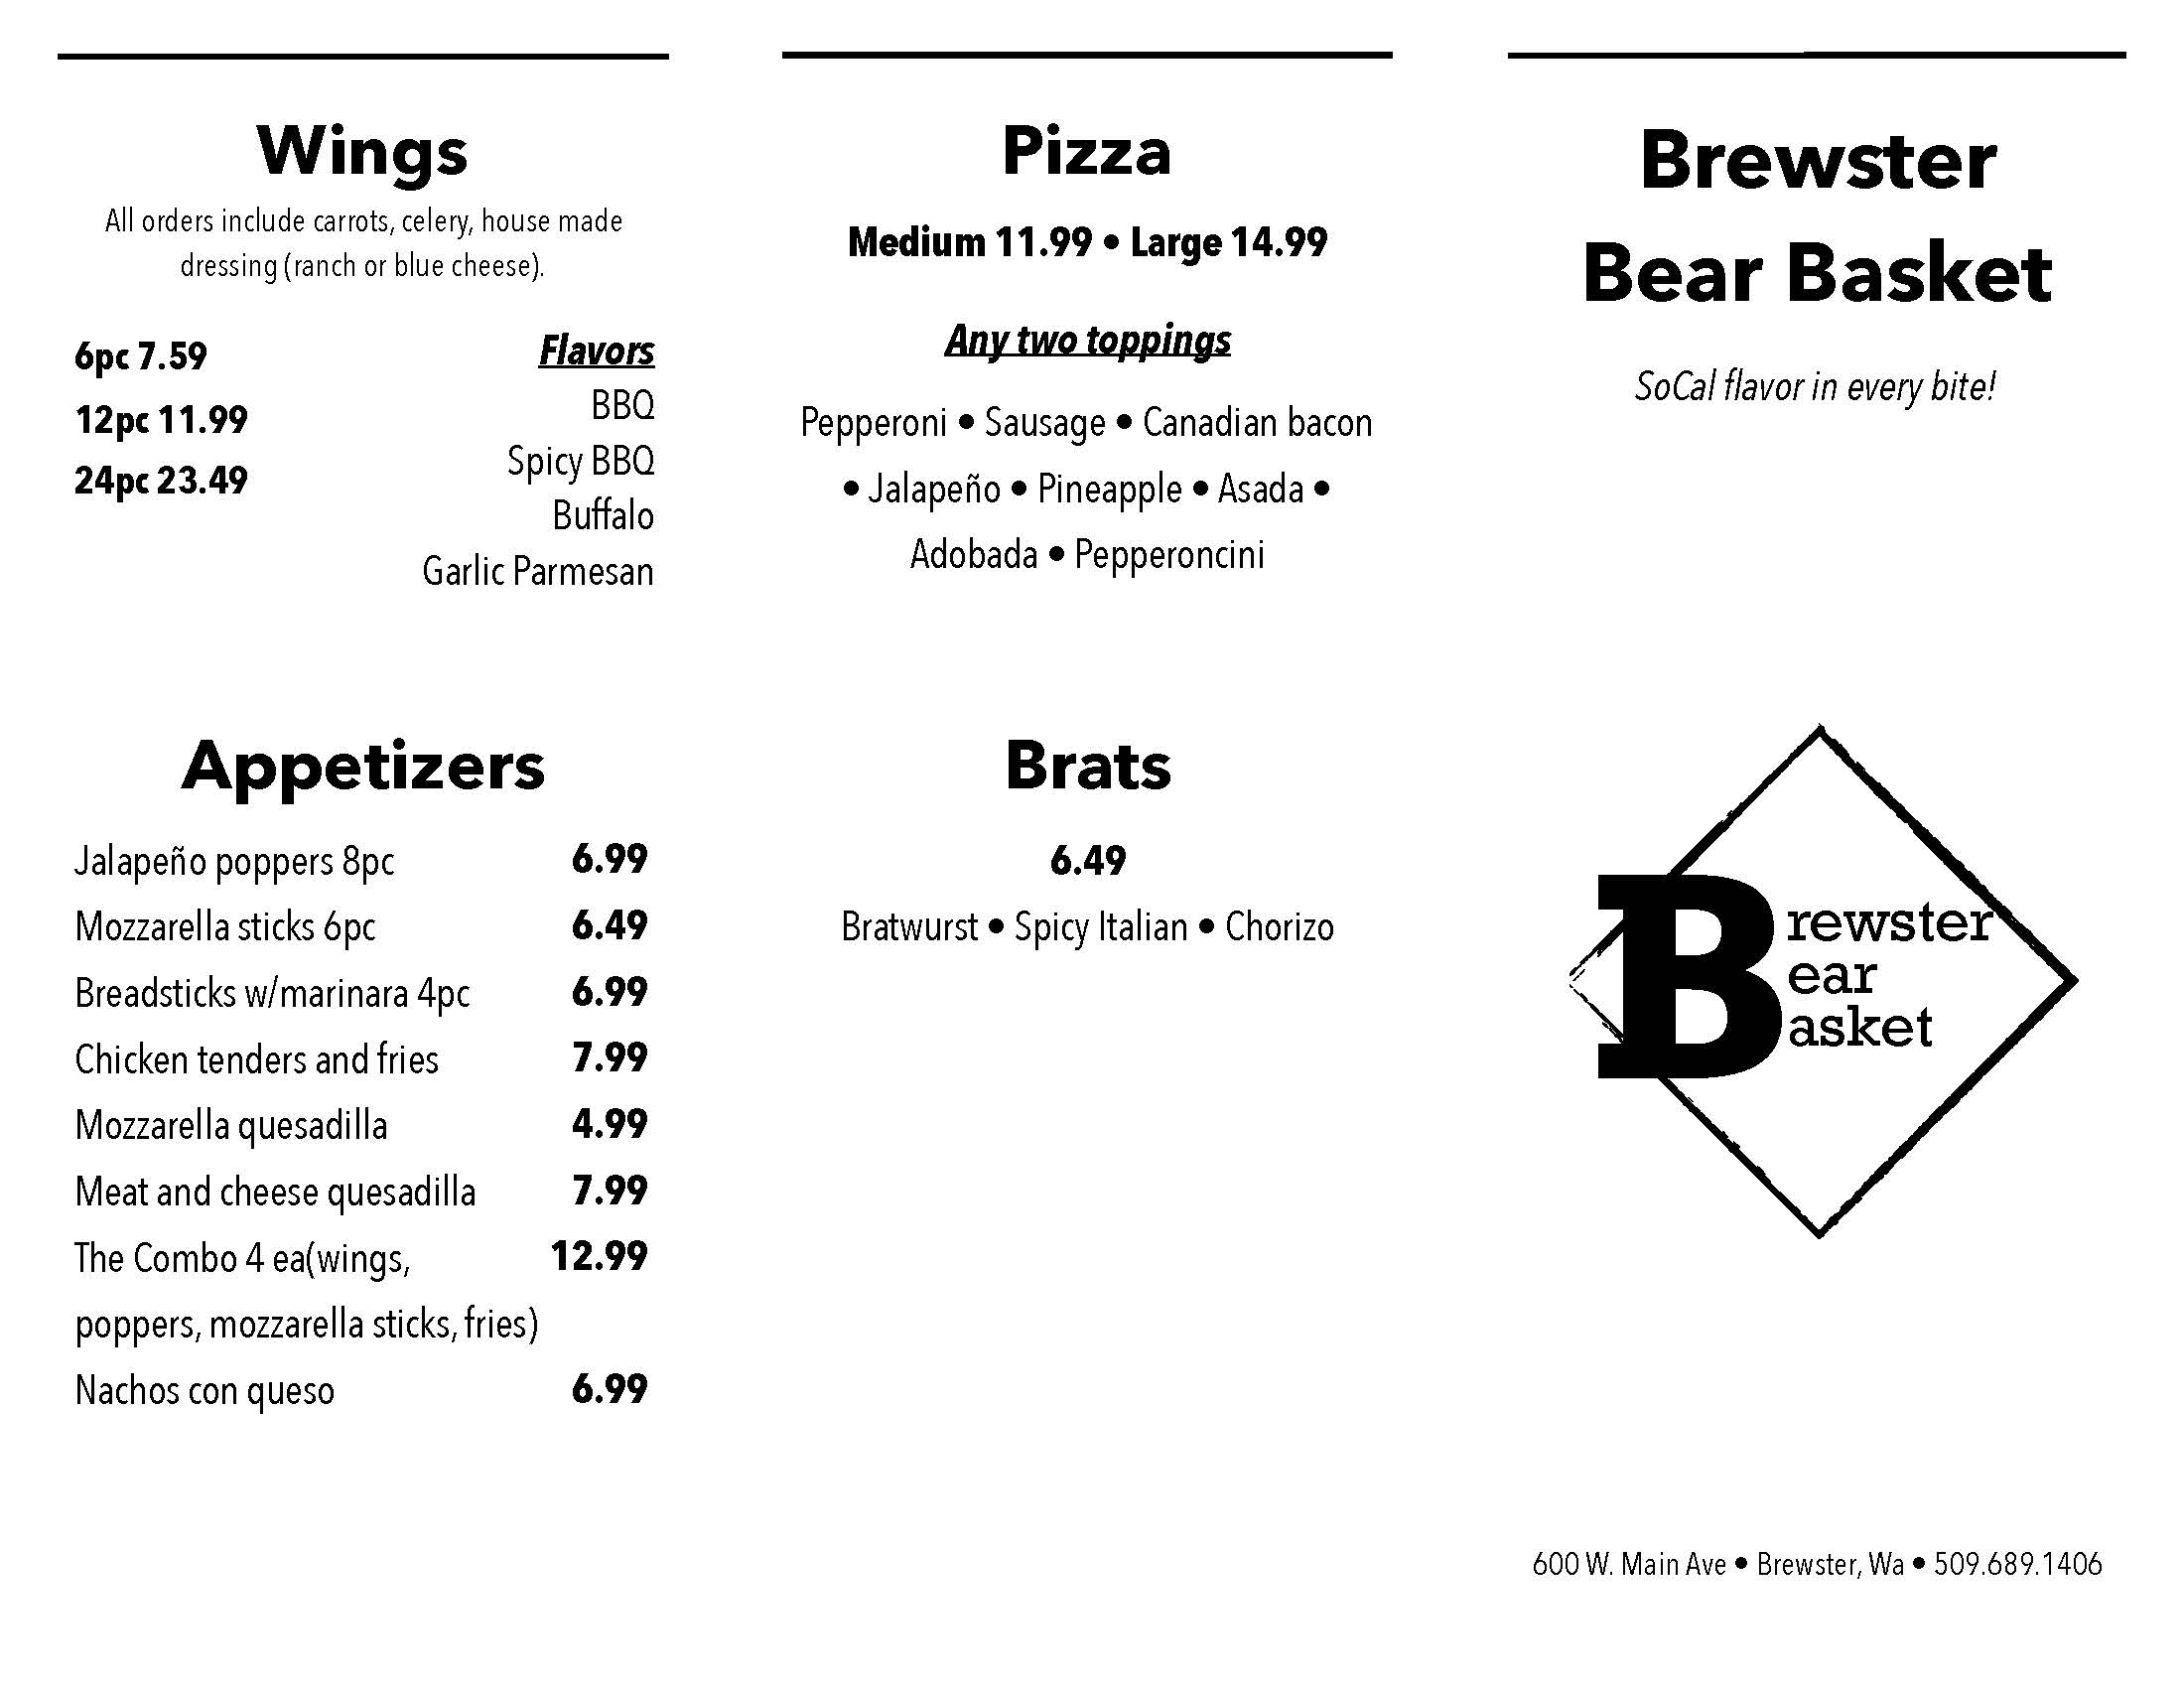 Wings
All orders include carrots, celery, house made
dressing (ranch or blue cheese).
6pc 7.59
12pc 11.99
24pc 23.49
Flavors
BBQ
Spicy BBQ
Buffalo
Garlic Parmesan
Appetizers
Jalapeño poppers 8pc 6.99
Mozzarella sticks 6pc 6.49
Breadsticks w/marinara 4pc 6.99
Chicken tenders and fries 7.99
Mozzarella quesadilla 4.99
Meat and cheese quesadilla 7.99
The Combo 4 ea(wings, 12.99
poppers, mozzarella sticks, fries)
Nachos con queso 6.99
Pizza
Medium 11.99 • Large 14.99
Any two toppings
Pepperoni • Sausage • Canadian bacon
• Jalapeño • Pineapple • Asada •
Adobada • Pepperoncini
Brats
6.49
Bratwurst • Spicy Italian • Chorizo
Brewster
Bear Basket
SoCal flavor in every bite!
Brewster
ear
asket
600 W. Main Ave • Brewster, Wa • 509.689.1406